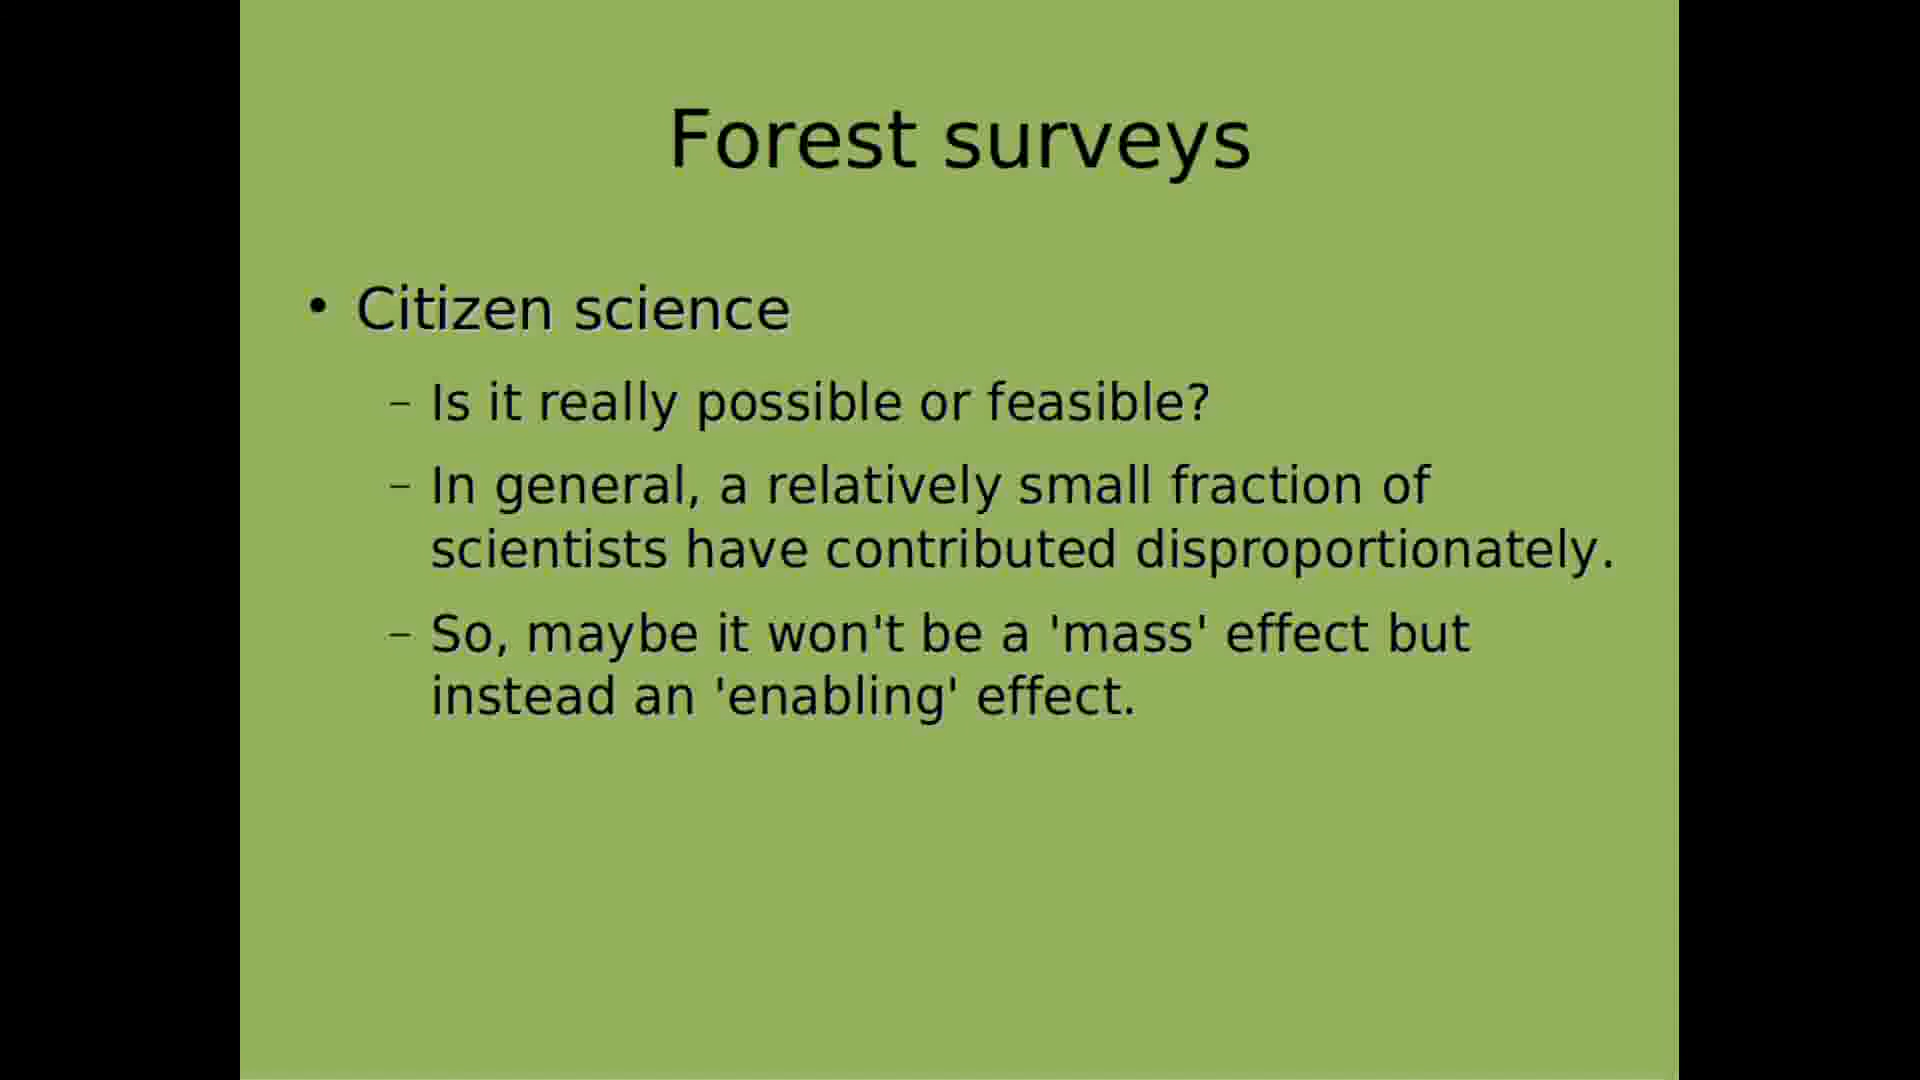 Forest surveys
• Citizen science
– Is it really possible or feasible?
– In general, a relatively small fraction of
scientists have contributed disproportionately.
– So, maybe it won't be a 'mass' effect but
instead an 'enabling' effect.